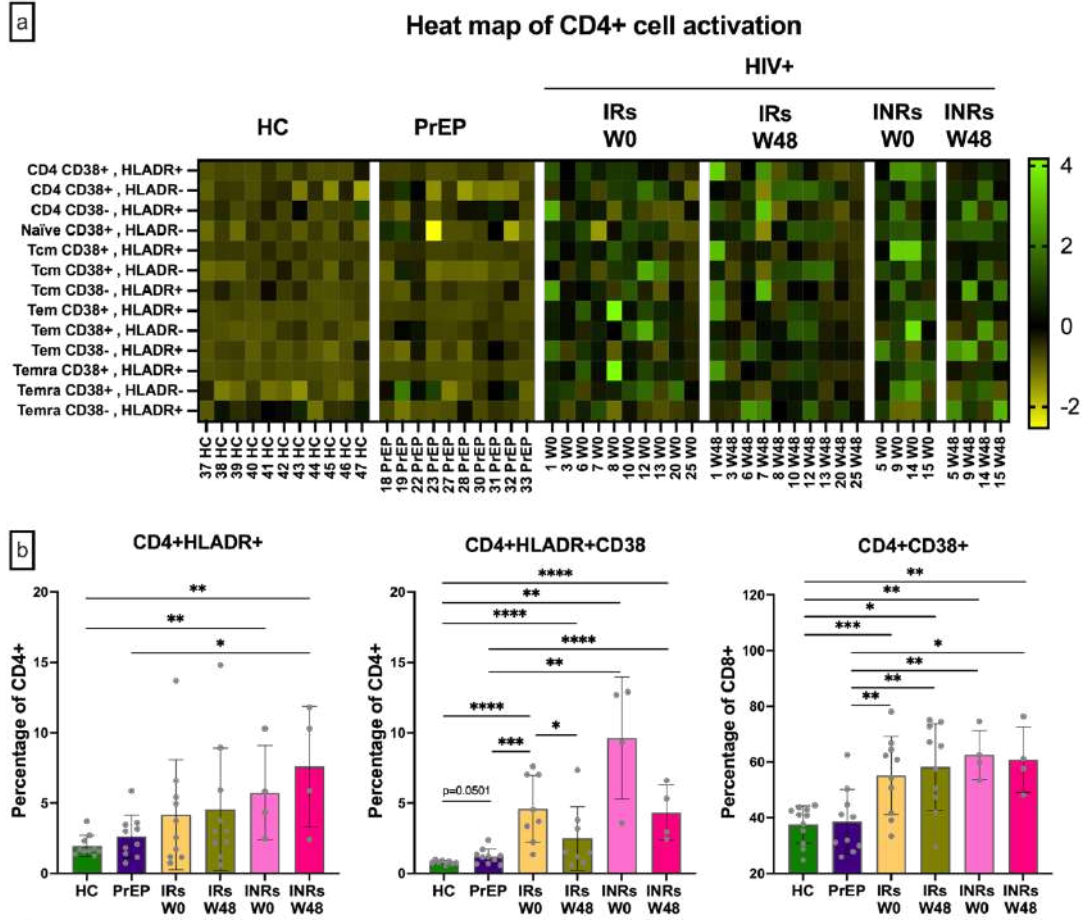 a
Heat map of CD4+ cell activation
HIV+
HC
PrEP
IRs
W0
IRs
W48
INRs
W0
INRs
W48
CD4 CD38+ , HLADR+
CD4 CD38+ , HLADR-
CD4 CD38- , HLADR+
Naïve CD38+ , HLADR-
Tcm CD38+ , HLADR+
Tcm CD38+ , HLADR-
Tcm CD38- , HLADR+
Tem CD38+ , HLADR+
Tem CD38+ , HLADR-
Tem CD38- , HLADR+
Temra CD38+ , HLADR+
Temra CD38+ , HLADR-
Temra CD38- , HLADR+
4
2
0
-2
37 HC
38 HC
39 HC
40 HC
41 HC
42 HC
43 HC
44 HC
45 HC
46 HC
47 HC
18 PrEP
19 PrEP
22 PrEP
23 PrEP
27 PrEP
28 PrEP
30 PrEP
31 PrEP
32 PrEP
33 PrEP
1 W0
3 W0
6 W0
7 W0
8 W0
10 W0
12 W0
13 W0
20 W0
25 W0
1 W48
3 W48
6 W48
7 W48
8 W48
10 W48
12 W48
13 W48
20 W48
25 W48
5 W0
9 W0
14 W0
15 W0
5 W48
9 W48
14 W48
15 W48
b
CD4+HLADR+
Percentage of CD4+
20
15
10
5
0
**
**
*
HC
PrEP
IRs
W0
IRs
W48
INRs
W0
INRs
W48
CD4+HLADR+CD38
Percentage of CD4+
20
15
10
5
0
****
**
****
****
**
****
*
***
p=0.0501
HC
PrEP
IRs
W0
IRs
W48
INRs
W0
INRs
W48
CD4+CD38+
Percentage of CD8+
120
100
80
60
40
20
**
**
*
***
*
**
**
**
HC
PrEP
IRs
W0
IRs
W48
INRs
W0
INRs
W48